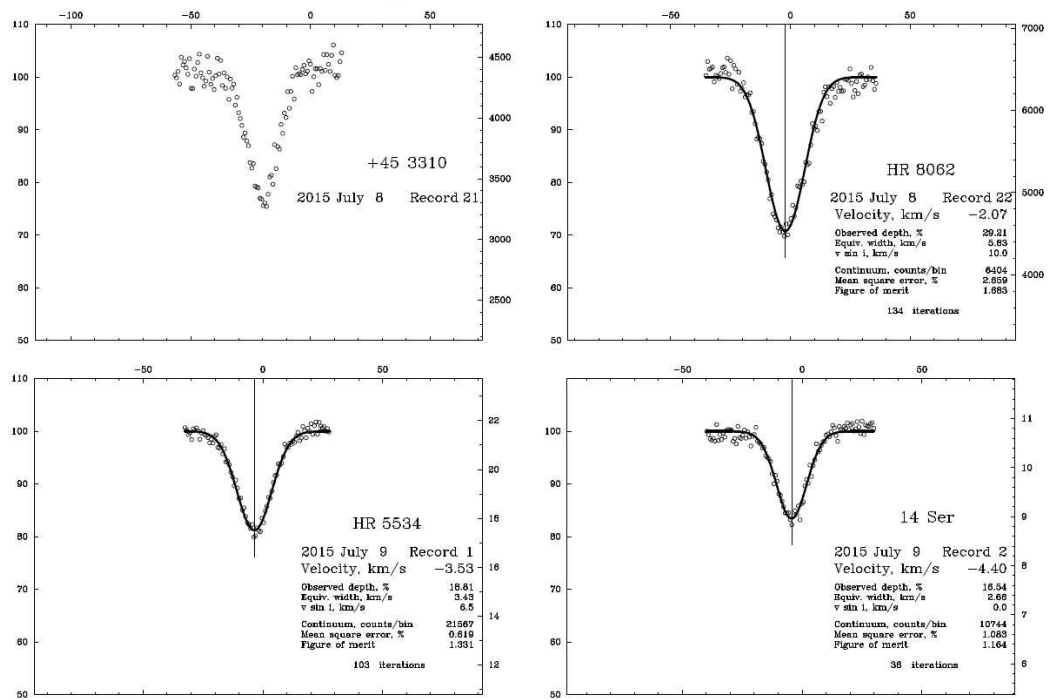 −100 −50 0 50
110
100
90
80
70
60
50
4500
4000
3500
3000
2500
+45 3310
2015 July 8 Record 21
−50 0 50
110
100
90
80
70
60
50
7000
6000
5000
4000
HR 8062
2015 July 8 Record 22
Velocity, km/s −2.07
Observed depth, % 29.21
Equiv. width, km/s 5.83
v sin i, km/s 10.0
Continuum, counts/bin 6404
Mean square error, % 2.659
Figure of merit 1.683
134 iterations
−50 0 50
110
100
90
80
70
60
50
22
20
18
16
14
12
HR 5534
2015 July 9 Record 1
Velocity, km/s −3.53
Observed depth, % 18.81
Equiv. width, km/s 3.43
v sin i, km/s 6.5
Continuum, counts/bin 21567
Mean square error, % 0.619
Figure of merit 1.331
103 iterations
−50 0 50
110
100
90
80
70
60
50
11
10
9
8
7
6
14 Ser
2015 July 9 Record 2
Velocity, km/s −4.40
Observed depth, % 16.54
Equiv. width, km/s 2.66
v sin i, km/s 0.0
Continuum, counts/bin 10744
Mean square error, % 1.083
Figure of merit 1.164
36 iterations